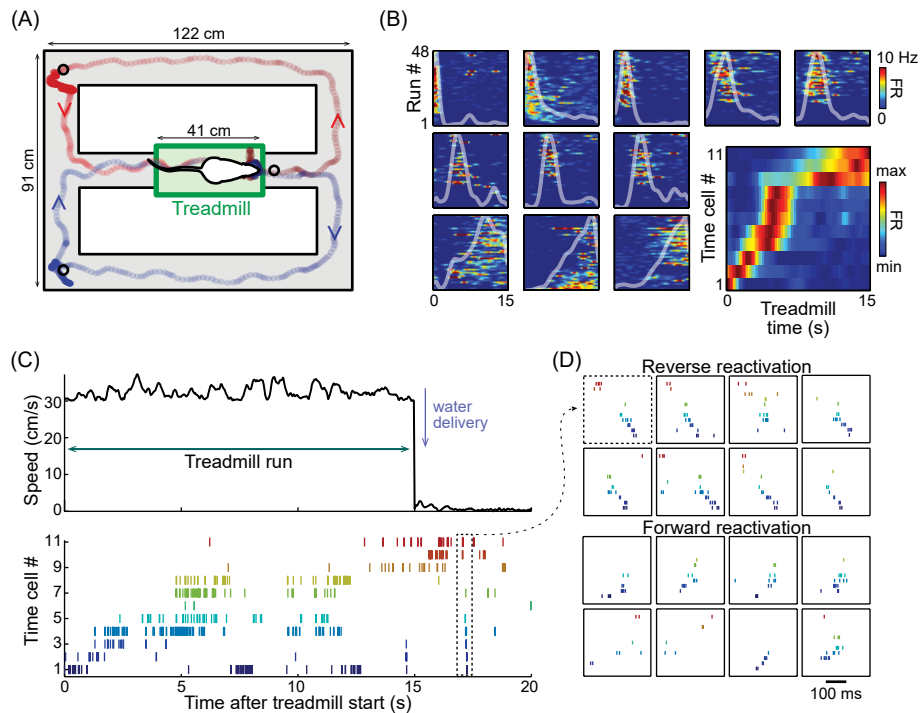 (A)
122 cm
91 cm
41 cm
Treadmill
(B)
48
Run #
1
10 Hz
FR
0
11
Time cell #
1
max
FR
min
0
15
0
15
Treadmill
time (s)
(C)
30
20
10
0
Speed (cm/s)
water
delivery
Treadmill run
11
9
7
5
3
1
Time cell #
0
5
10
15
20
Time after treadmill start (s)
(D)
Reverse reactivation
Forward reactivation
100 ms